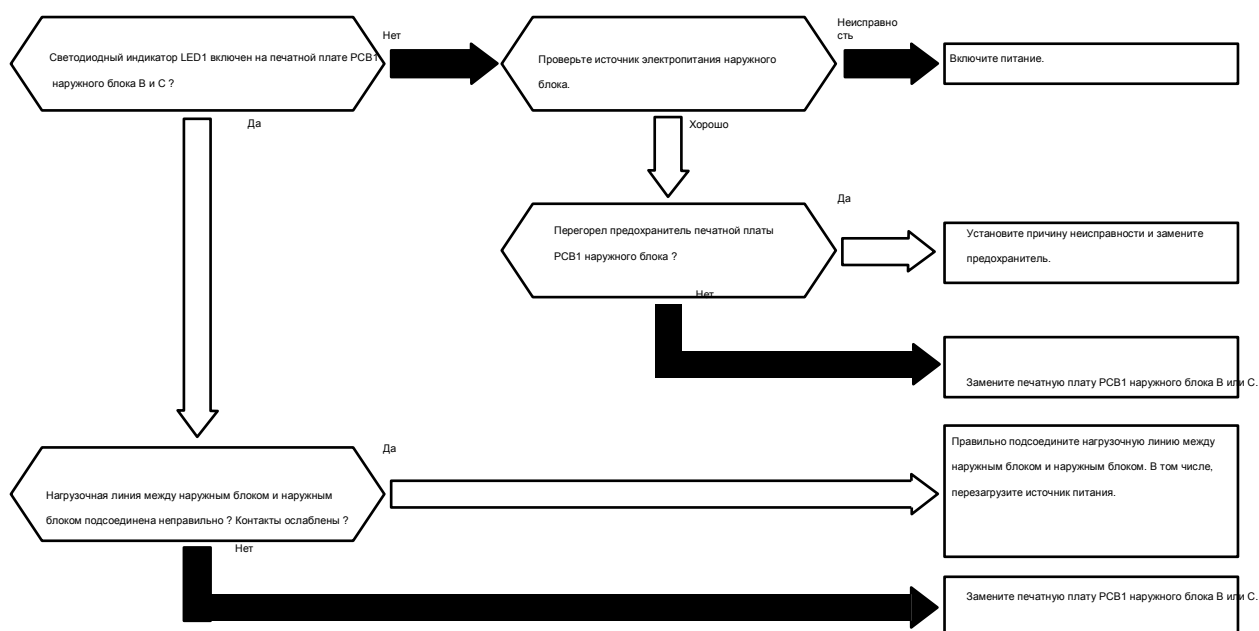 Светодиодный индикатор LED1 включен на печатной плате PCB1
наружного блока B и C ?
Нет
Проверьте источник электропитания наружного
блока.
Неисправно
сть
Включите питание.
Да
Хорошо
Перегорел предохранитель печатной платы
PCB1 наружного блока ?
Да
Установите причину неисправности и замените
предохранитель.
Нет
Замените печатную плату PCB1 наружного блока B или C.
Нагрузочная линия между наружным блоком и наружным
блоком подсоединена неправильно ? Контакты ослаблены ?
Да
Правильно подсоедините нагрузочную линию между
наружным блоком и наружным блоком. В том числе,
перезагрузите источник питания.
Нет
Замените печатную плату PCB1 наружного блока B или C.